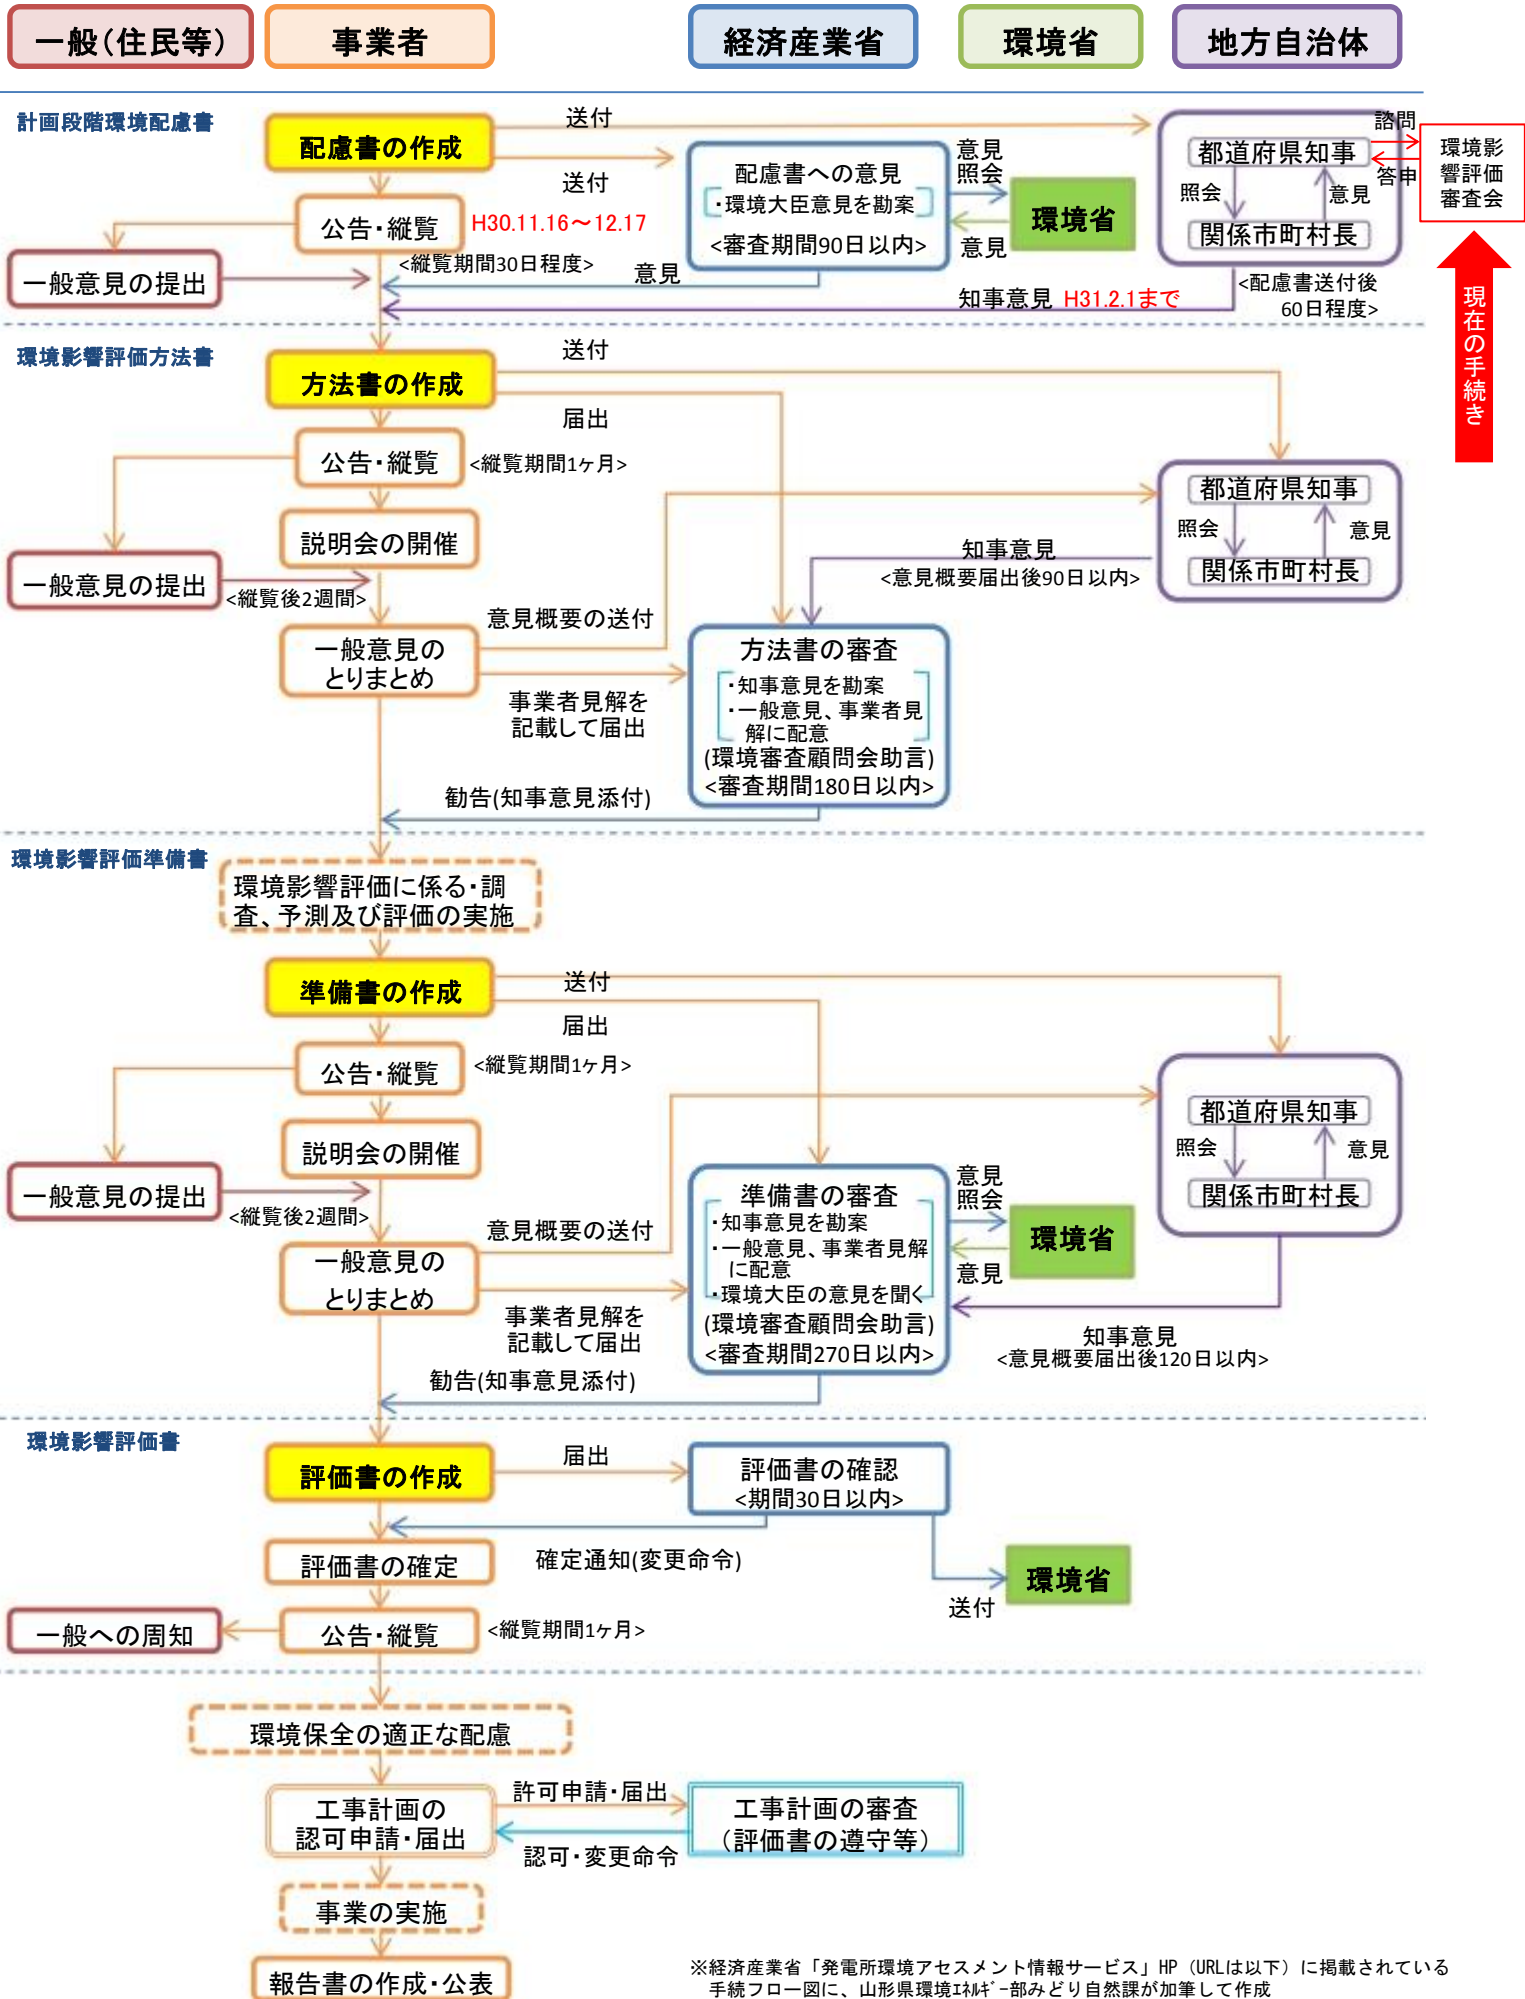 一般(住民等)
事業者
経済産業省
環境省
地方自治体
計画段階環境配慮書
配慮書の作成
送付
送付
公告・縦覧
H30.11.16～12.17
<縦覧期間30日程度>
一般意見の提出
配慮書への意見
・環境大臣意見を勘案
<審査期間90日以内>
意見
照会
意見
環境省
都道府県知事
照会
意見
関係市町村長
諮問
答申
環境影
響評価
審査会
意見
知事意見 H31.2.1まで
<配慮書送付後
60日程度>
現在の手続き
環境影響評価方法書
方法書の作成
送付
届出
公告・縦覧
<縦覧期間1ヶ月>
説明会の開催
一般意見の提出
<縦覧後2週間>
都道府県知事
照会
意見
関係市町村長
知事意見
<意見概要届出後90日以内>
意見概要の送付
一般意見の
とりまとめ
事業者見解を
記載して届出
方法書の審査
・知事意見を勘案
・一般意見、事業者見
解に配意
(環境審査顧問会助言)
<審査期間180日以内>
勧告(知事意見添付)
環境影響評価準備書
環境影響評価に係る・調
査、予測及び評価の実施
準備書の作成
送付
届出
公告・縦覧
<縦覧期間1ヶ月>
説明会の開催
一般意見の提出
<縦覧後2週間>
都道府県知事
照会
意見
関係市町村長
意見概要の送付
一般意見の
とりまとめ
事業者見解を
記載して届出
準備書の審査
・知事意見を勘案
・一般意見、事業者見解
に配意
・環境大臣の意見を聞く
(環境審査顧問会助言)
<審査期間270日以内>
意見
照会
意見
環境省
知事意見
<意見概要届出後120日以内>
勧告(知事意見添付)
環境影響評価書
評価書の作成
届出
評価書の確認
<期間30日以内>
確定通知(変更命令)
評価書の確定
環境省
送付
一般への周知
公告・縦覧
<縦覧期間1ヶ月>
環境保全の適正な配慮
工事計画の
認可申請・届出
許可申請・届出
認可・変更命令
工事計画の審査
（評価書の遵守等）
事業の実施
報告書の作成・公表
※経済産業省「発電所環境アセスメント情報サービス」HP（URLは以下）に掲載されている
手続フロー図に、山形県環境ｴﾈﾙｷﾞｰ部みどり自然課が加筆して作成